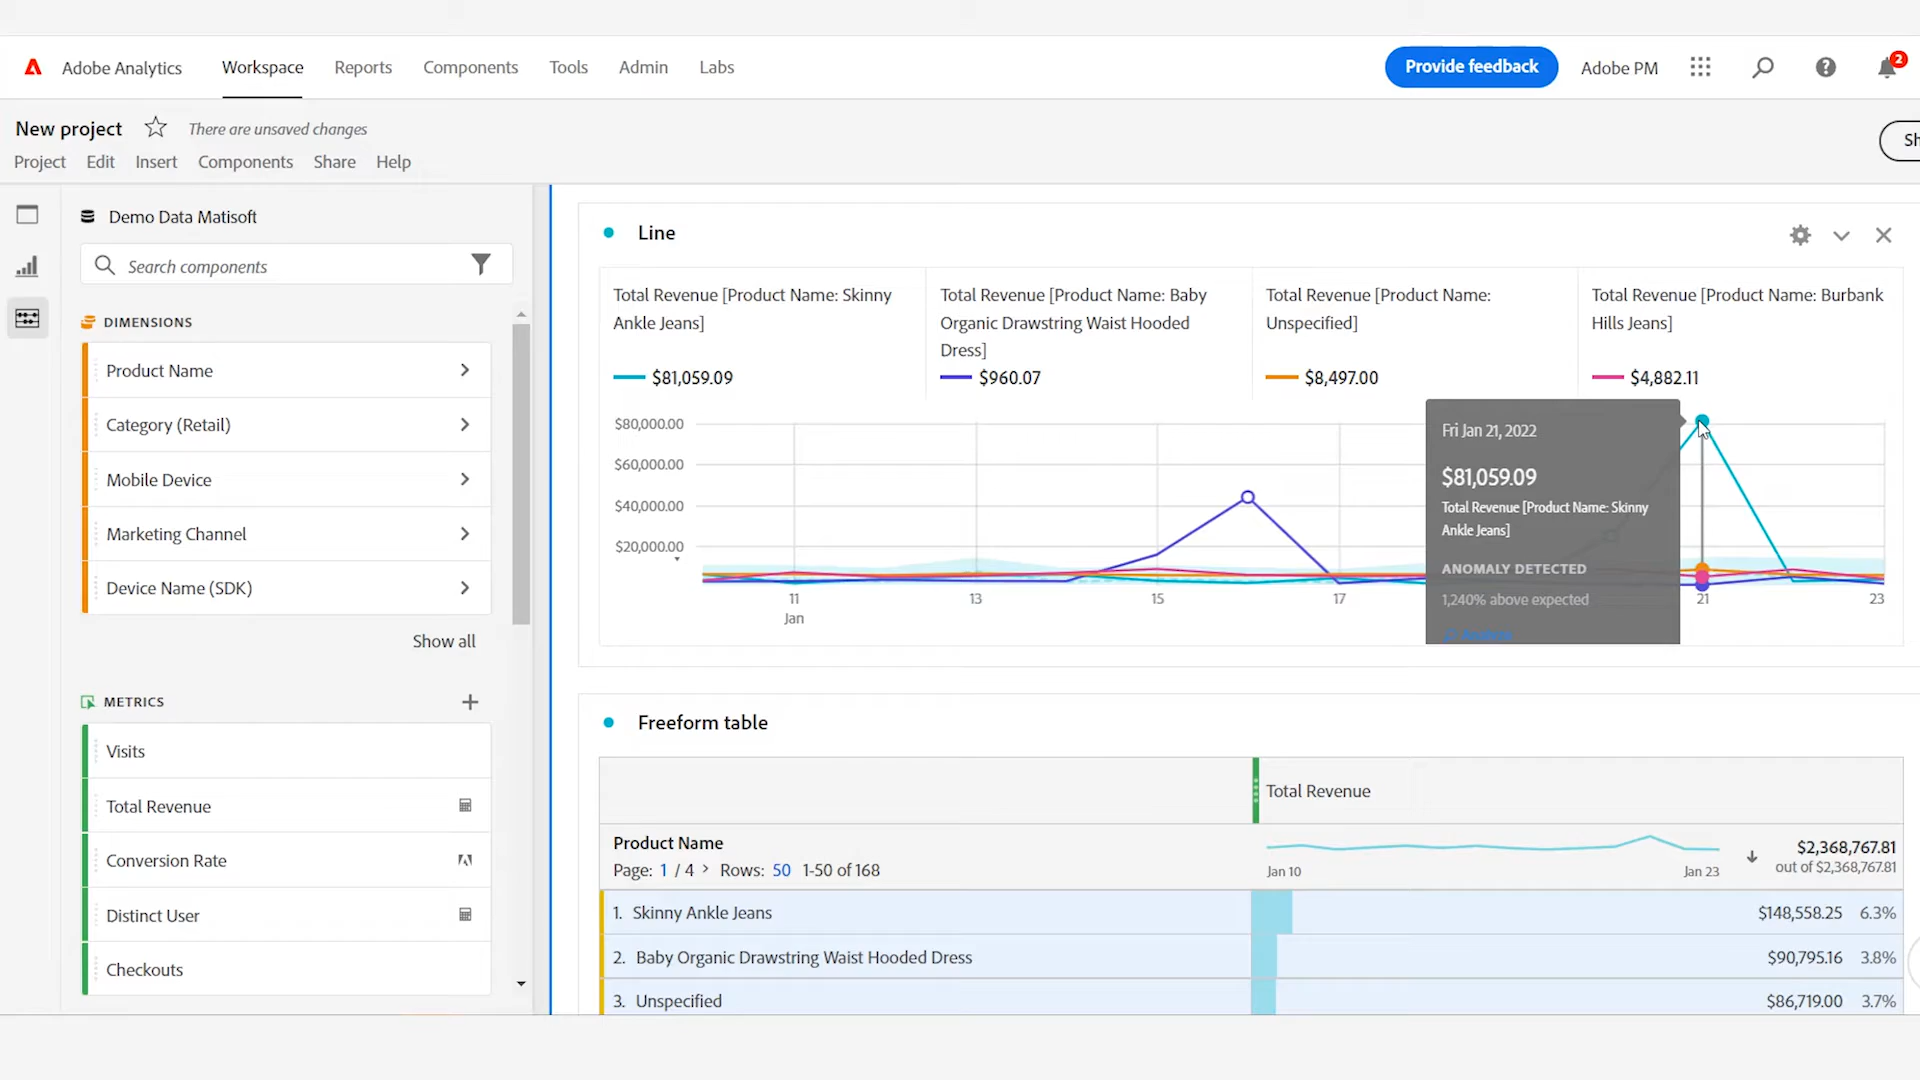 Adobe Analytics
Workspace
Reports
Components
Tools
Admin
Labs
Provide feedback
Adobe PM
2
New project
There are unsaved changes
Project
Edit
Insert
Components
Share
Help
Sh
Demo Data Matisoft
Search components
DIMENSIONS
Product Name
Category (Retail)
Mobile Device
Marketing Channel
Device Name (SDK)
Show all
METRICS
Visits
Total Revenue
Conversion Rate
Distinct User
Checkouts
Line
Total Revenue [Product Name: Skinny
Ankle Jeans]
$81,059.09
Total Revenue [Product Name: Baby
Organic Drawstring Waist Hooded
Dress]
$960.07
Total Revenue [Product Name:
Unspecified]
$8,497.00
Total Revenue [Product Name: Burbank
Hills Jeans]
$4,882.11
$80,000.00
$60,000.00
$40,000.00
$20,000.00
11
Jan
13
15
17
21
23
Fri Jan 21, 2022
$81,059.09
Total Revenue [Product Name: Skinny
Ankle Jeans]
ANOMALY DETECTED
1,240% above expected
Freeform table
Total Revenue
Product Name
Page: 1 / 4 > Rows: 50 1-50 of 168
Jan 10
Jan 23
$2,368,767.81
out of $2,368,767.81
1. Skinny Ankle Jeans
$148,558.25 6.3%
2. Baby Organic Drawstring Waist Hooded Dress
$90,795.16 3.8%
3. Unspecified
$86,719.00 3.7%